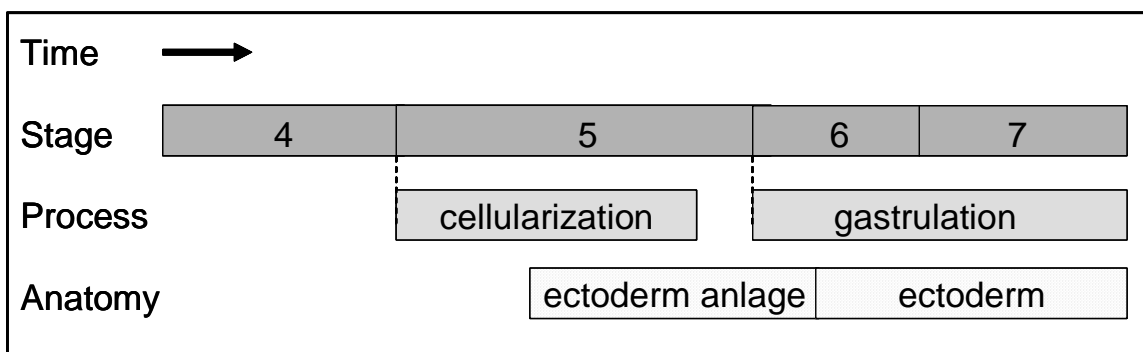 Time
Stage 4 5 6 7
Process cellularization gastrulation
Anatomy ectoderm anlage ectoderm